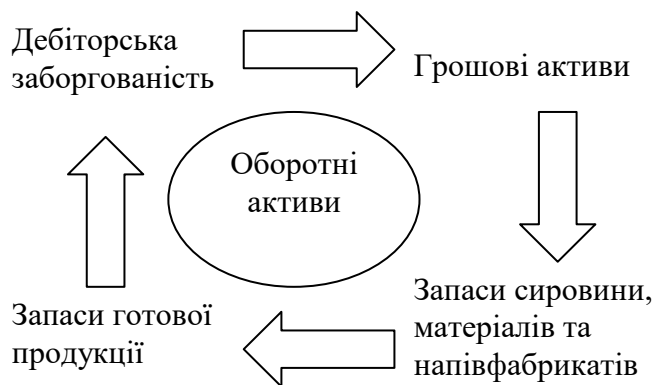 Дебіторська
заборгованість
Грошові активи
Оборотні
активи
Запаси готової
продукції
Запаси сировини,
матеріалів та
напівфабрикатів